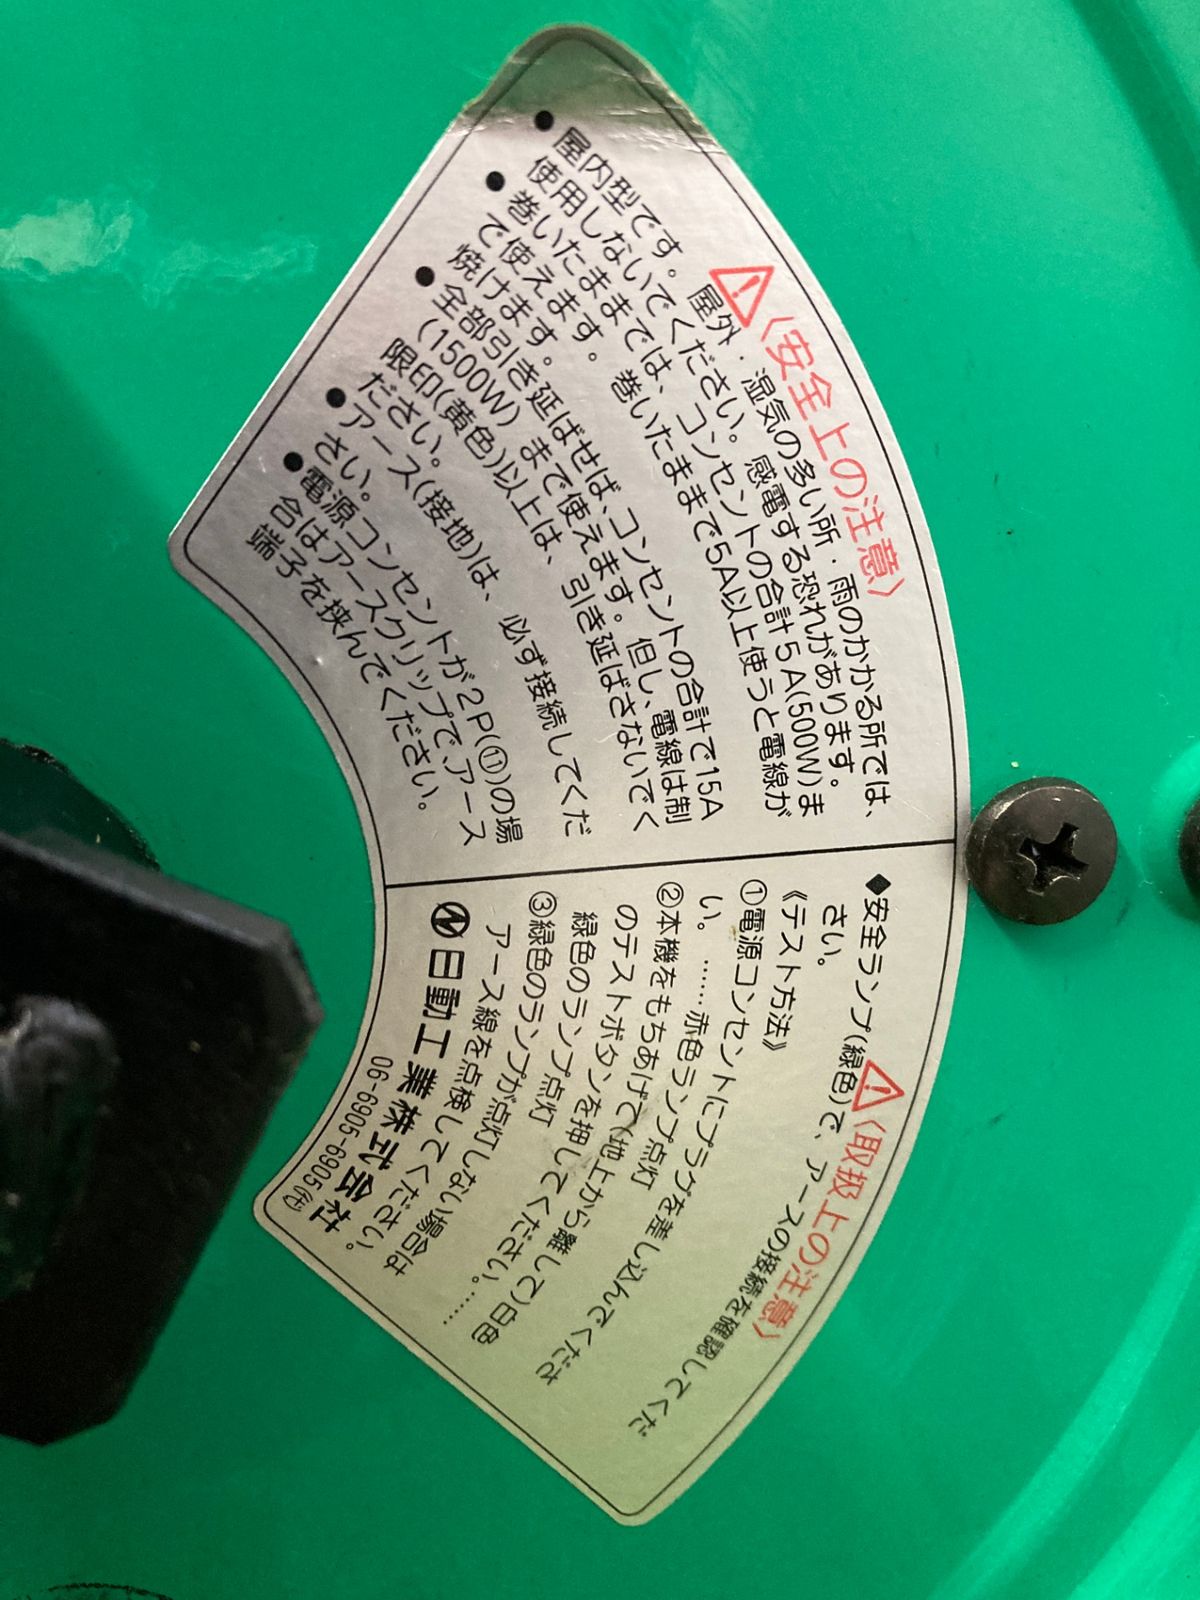 ⚠〈安全上の注意〉
●屋内型です。屋外・湿気の多い所・雨のかかる所では、
使用しないでください。感電する恐れがあります。
●巻いたままでは、コンセントの合計5A(500W)ま
で使えます。巻いたままで5A以上使うと電線が
焼けます。
●全部引き延ばせば、コンセントの合計で15A
(1500W)まで使えます。但し、電線は制
限印(黄色)以上は、引き延ばさないでく
ださい。
●アース(接地)は、必ず接続してくだ
さい。
●電源コンセントが2P(⑪)の場
合はアースクリップで、アース
端子を挟んでください。
⚠〈取扱上の注意〉
◆安全ランプ(緑色)で、アースの接続を確認してくだ
さい。
《テスト方法》
①電源コンセントにプラグを差し込んでくださ
い。……赤色ランプ点灯
②本機をもちあげて(地上から離して)白色
のテストボタンを押してください。……
緑色のランプ点灯
③緑色のランプが点灯しない場合は
アース線を点検してください。
日動工業株式会社
06-6905-6905㈹